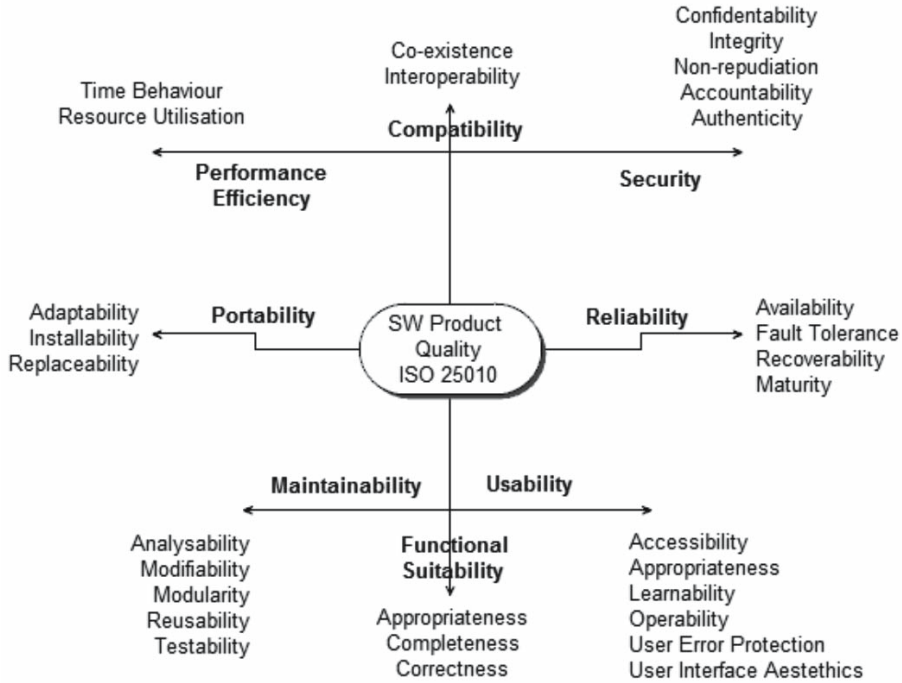 Confidentability
Integrity
Non-repudiation
Accountability
Authenticity
Co-existence
Interoperability
Time Behaviour
Resource Utilisation
Compatibility
Performance
Efficiency
Security
Adaptability
Installability
Replaceability
Portability
SW Product
Quality
ISO 25010
Reliability
Availability
Fault Tolerance
Recoverability
Maturity
Maintainability
Usability
Analysability
Modifiability
Modularity
Reusability
Testability
Functional
Suitability
Appropriateness
Completeness
Correctness
Accessibility
Appropriateness
Learnability
Operability
User Error Protection
User Interface Aestethics